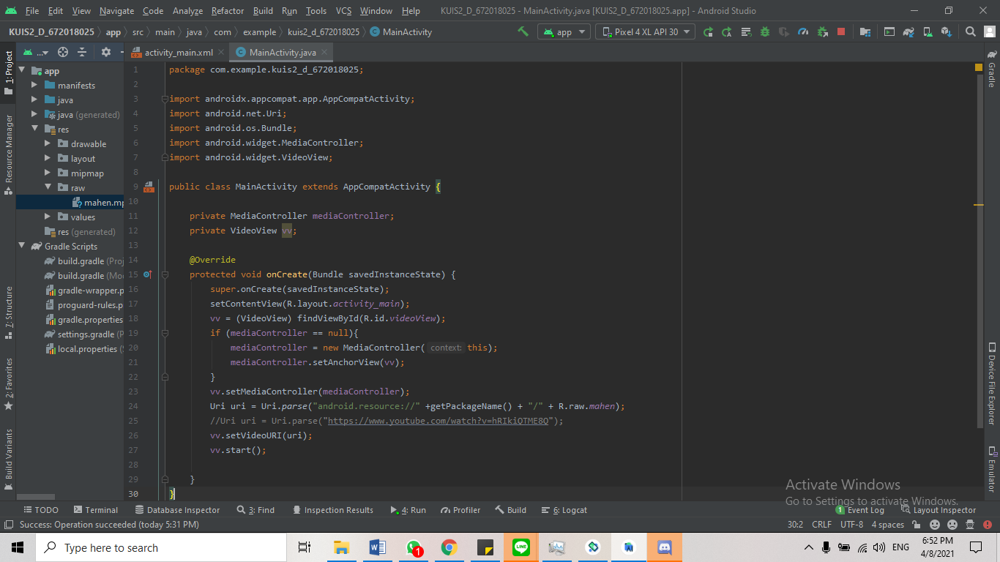 File Edit View Navigate Code Analyze Refactor Build Run Tools VCS Window Help KUIS2_D_672018025 - MainActivity.java [KUIS2_D_672018025.app] - Android Studio
KUIS2_D_672018025 app src main java com example kuis2_d_672018025 MainActivity app Pixel 4 XL API 30
... activity_main.xml MainActivity.java
1: Project
Resource Manager
7: Structure
2: Favorites
Build Variants
app
manifests
java
java (generated)
res
drawable
layout
mipmap
raw
mahen.mp
values
res (generated)
Gradle Scripts
build.gradle (Proj
build.gradle (Mod
gradle-wrapper.p
proguard-rules.p
gradle.properties
settings.gradle (P
local.properties (S
1 package com.example.kuis2_d_672018025;
2
3 import androidx.appcompat.app.AppCompatActivity;
4 import android.net.Uri;
5 import android.os.Bundle;
6 import android.widget.MediaController;
7 import android.widget.VideoView;
8
9 public class MainActivity extends AppCompatActivity {
10
11 private MediaController mediaController;
12 private VideoView vv;
13
14 @Override
15 protected void onCreate(Bundle savedInstanceState) {
16 super.onCreate(savedInstanceState);
17 setContentView(R.layout.activity_main);
18 vv = (VideoView) findViewById(R.id.videoView);
19 if (mediaController == null){
20 mediaController = new MediaController( context: this);
21 mediaController.setAnchorView(vv);
22 }
23 vv.setMediaController(mediaController);
24 Uri uri = Uri.parse("android.resource://" +getPackageName() + "/" + R.raw.mahen);
25 //Uri uri = Uri.parse("https://www.youtube.com/watch?v=hRIkiQTME8Q");
26 vv.setVideoURI(uri);
27 vv.start();
28
29 }
30 }
Gradle
Device File Explorer
Emulator
Activate Windows
Go to Settings to activate Windows.
TODO Terminal Database Inspector 3: Find Inspection Results 4: Run Profiler Build 6: Logcat 1 Event Log Layout Inspector
Success: Operation succeeded (today 5:31 PM) 30:2 CRLF UTF-8 4 spaces
Type here to search 1 LINE ENG 6:52 PM
4/8/2021